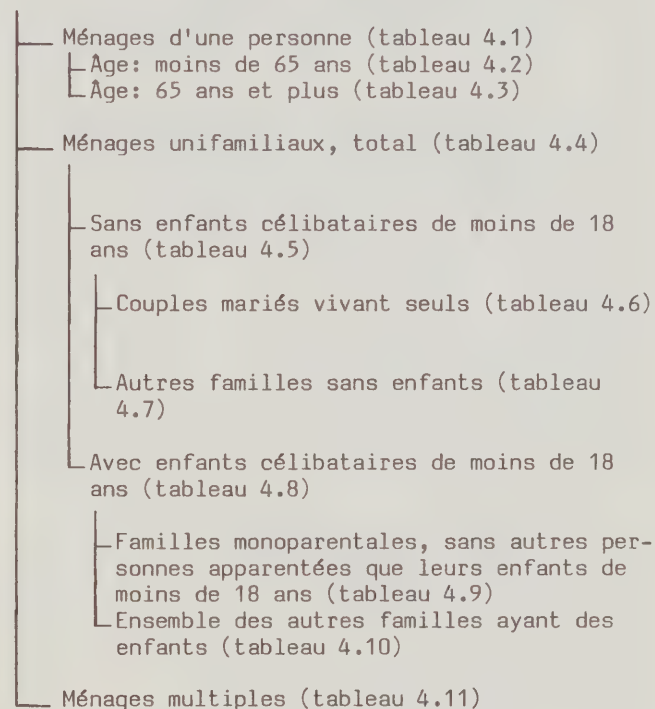 Ménages d'une personne (tableau 4.1)
Âge: moins de 65 ans (tableau 4.2)
Âge: 65 ans et plus (tableau 4.3)
Ménages unifamiliaux, total (tableau 4.4)
Sans enfants célibataires de moins de 18
ans (tableau 4.5)
Couples mariés vivant seuls (tableau 4.6)
Autres familles sans enfants (tableau
4.7)
Avec enfants célibataires de moins de 18
ans (tableau 4.8)
Familles monoparentales, sans autres per-
sonnes apparentées que leurs enfants de
moins de 18 ans (tableau 4.9)
Ensemble des autres familles ayant des
enfants (tableau 4.10)
Ménages multiples (tableau 4.11)